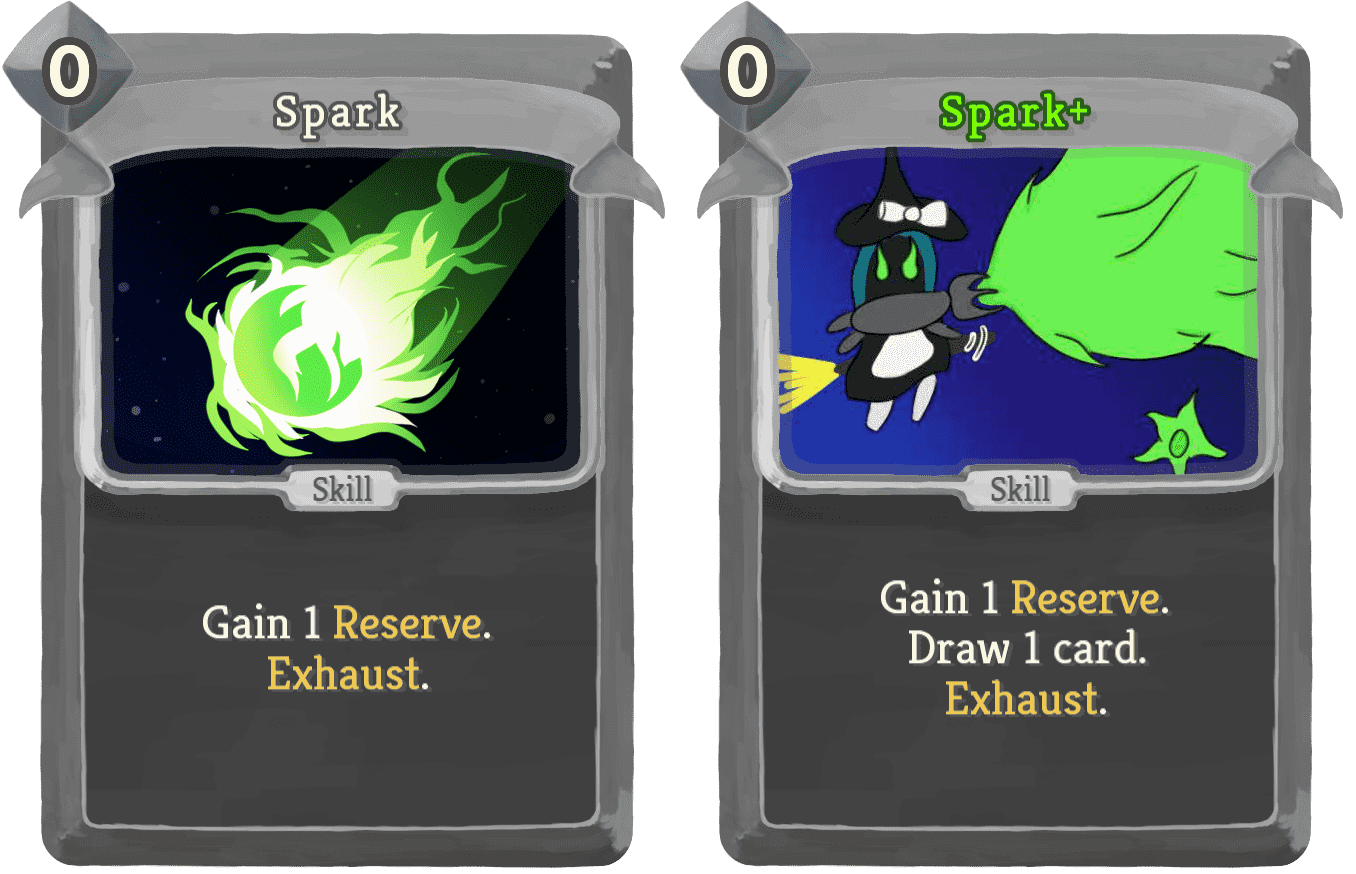 0
Spark
Skill
Gain 1 Reserve.
Exhaust.
0
Spark+
Skill
Gain 1 Reserve.
Draw 1 card.
Exhaust.